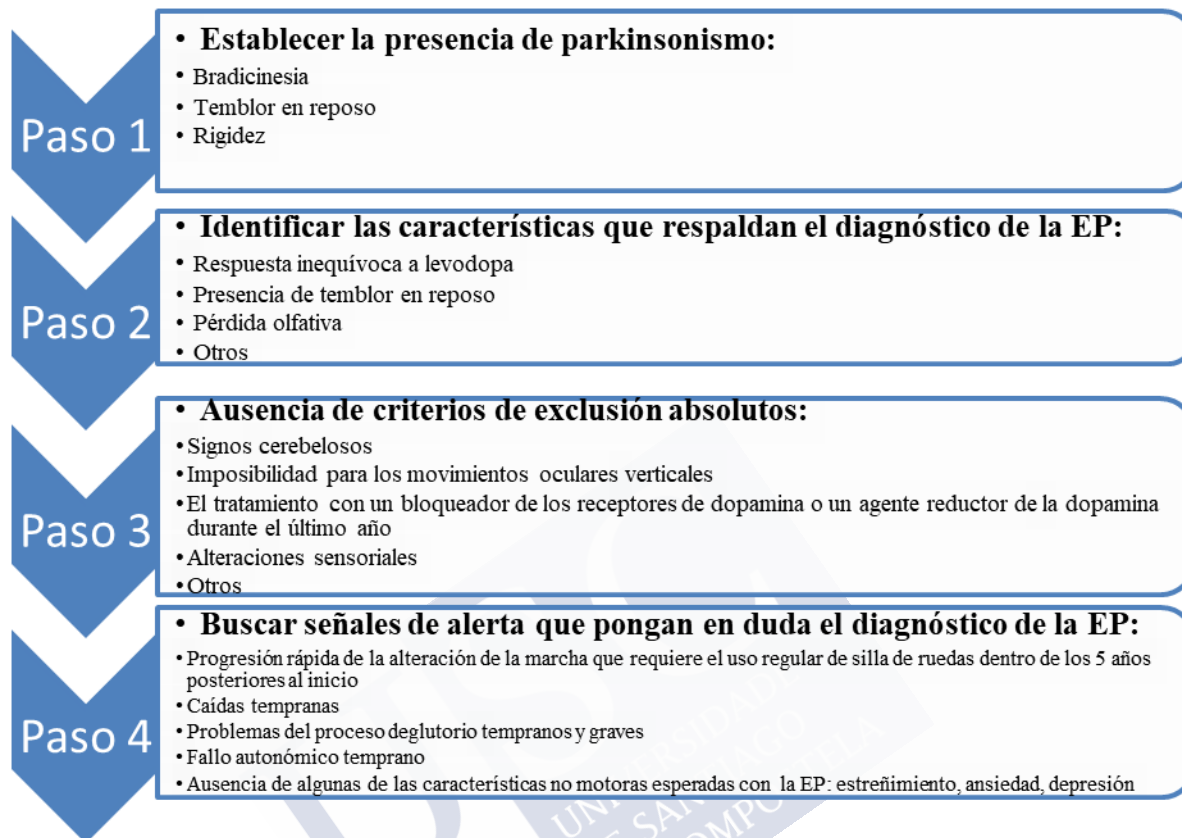 Paso 1
• Establecer la presencia de parkinsonismo:
• Bradicinesia
• Temblor en reposo
• Rigidez
Paso 2
• Identificar las características que respaldan el diagnóstico de la EP:
• Respuesta inequívoca a levodopa
• Presencia de temblor en reposo
• Pérdida olfativa
• Otros
Paso 3
• Ausencia de criterios de exclusión absolutos:
• Signos cerebelosos
• Imposibilidad para los movimientos oculares verticales
• El tratamiento con un bloqueador de los receptores de dopamina o un agente reductor de la dopamina
durante el último año
• Alteraciones sensoriales
• Otros
Paso 4
• Buscar señales de alerta que pongan en duda el diagnóstico de la EP:
• Progresión rápida de la alteración de la marcha que requiere el uso regular de silla de ruedas dentro de los 5 años
posteriores al inicio
• Caídas tempranas
• Problemas del proceso deglutorio tempranos y graves
• Fallo autonómico temprano
• Ausencia de algunas de las características no motoras esperadas con la EP: estreñimiento, ansiedad, depresión